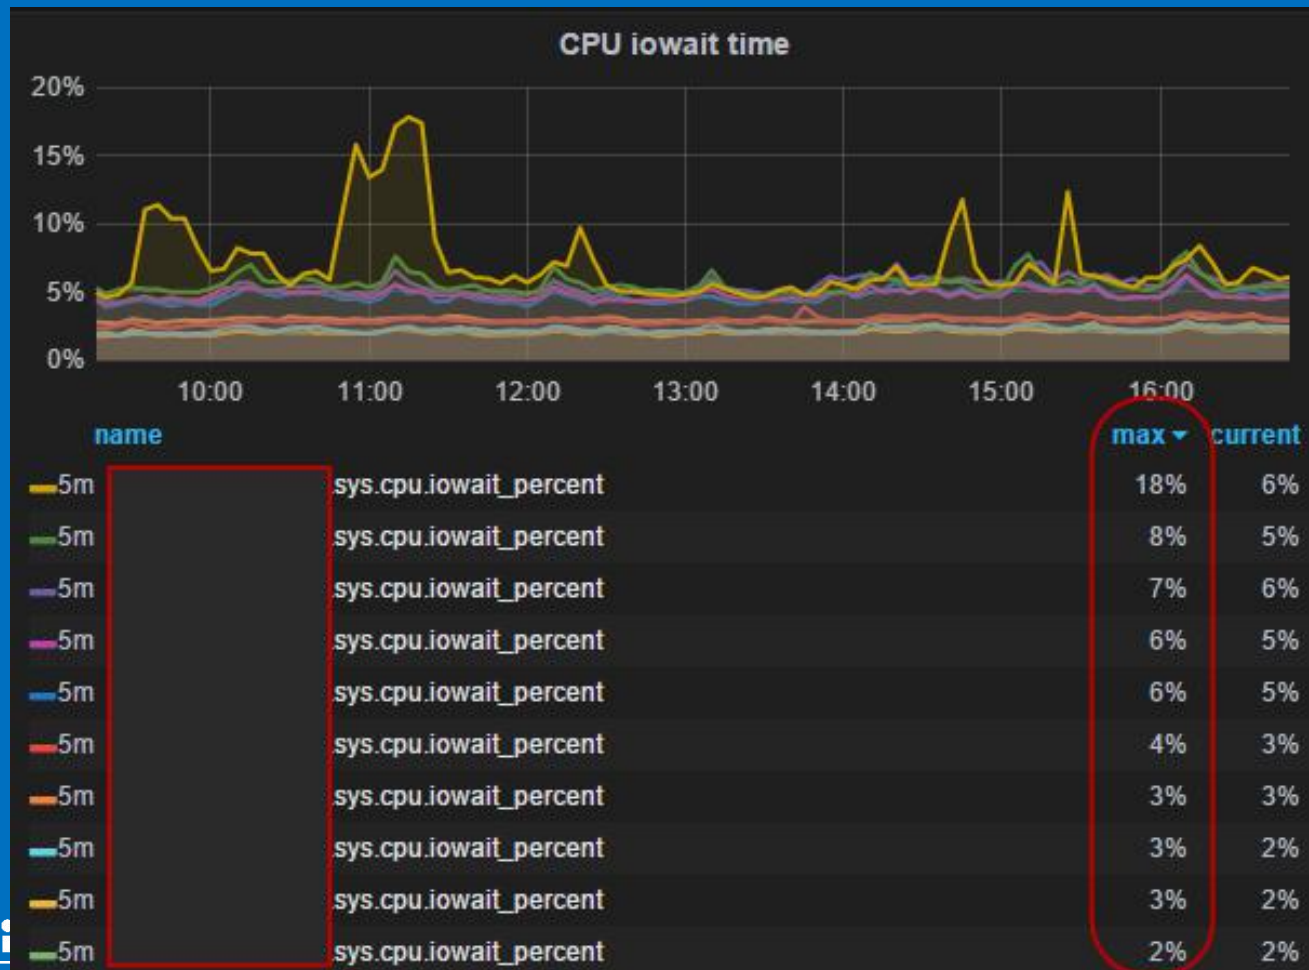 CPU iowait time
20%
15%
10%
5%
0%
10:00 11:00 12:00 13:00 14:00 15:00 16:00
name max current
5m .sys.cpu.iowait_percent 18% 6%
5m .sys.cpu.iowait_percent 8% 5%
5m .sys.cpu.iowait_percent 7% 6%
5m .sys.cpu.iowait_percent 6% 5%
5m .sys.cpu.iowait_percent 6% 5%
5m .sys.cpu.iowait_percent 4% 3%
5m .sys.cpu.iowait_percent 3% 3%
5m .sys.cpu.iowait_percent 3% 2%
5m .sys.cpu.iowait_percent 3% 2%
5m .sys.cpu.iowait_percent 2% 2%